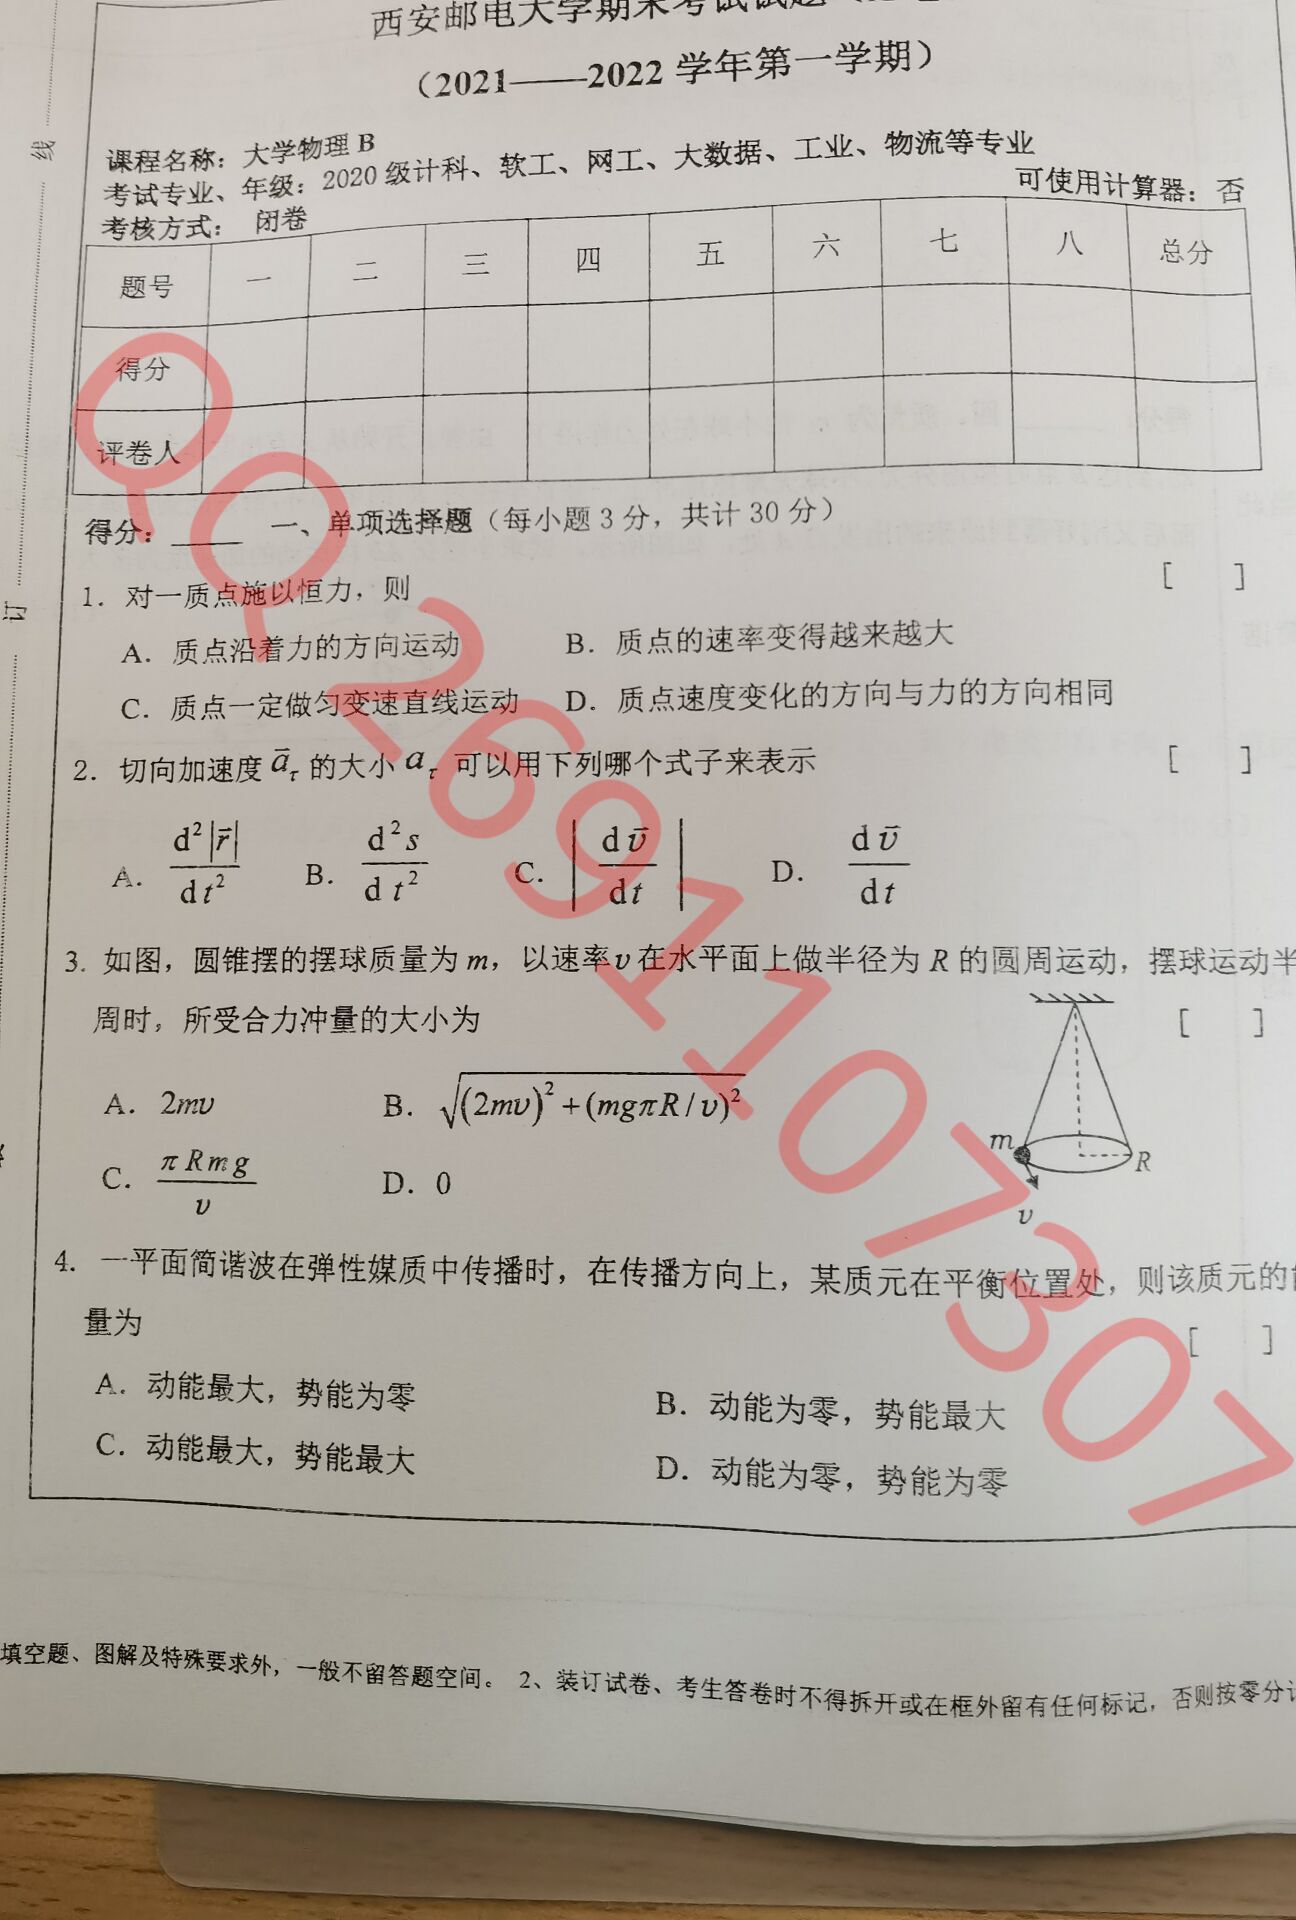 西安邮电大学期末考试试题
（2021——2022 学年第一学期）
线
课程名称：大学物理 B
考试专业、年级：2020 级计科、软工、网工、大数据、工业、物流等专业
考核方式： 闭卷
可使用计算器：否
题号 一 二 三 四 五 六 七 八 总分
得分
评卷人
得分：_____ 一、单项选择题（每小题 3 分，共计 30 分）
订
1．对一质点施以恒力，则 [ ]
A．质点沿着力的方向运动 B．质点的速率变得越来越大
C．质点一定做匀变速直线运动 D．质点速度变化的方向与力的方向相同
2．切向加速度 $\vec{a}_\tau$ 的大小 $a_\tau$ 可以用下列哪个式子来表示 [ ]
A． $\frac{d^2|\vec{r}|}{dt^2}$ B． $\frac{d^2 s}{dt^2}$ C． $\left|\frac{d\vec{v}}{dt}\right|$ D． $\frac{d\vec{v}}{dt}$
3. 如图，圆锥摆的摆球质量为 m，以速率 υ 在水平面上做半径为 R 的圆周运动，摆球运动半
周时，所受合力冲量的大小为 [ ]
A．2mυ B． $\sqrt{(2mυ)^2+(mgπR/υ)^2}$
C． $\frac{πRmg}{υ}$ D．0
m
R
υ
4. 一平面简谐波在弹性媒质中传播时，在传播方向上，某质元在平衡位置处，则该质元的
量为 [ ]
A．动能最大，势能为零 B．动能为零，势能最大
C．动能最大，势能最大 D．动能为零，势能为零
填空题、图解及特殊要求外，一般不留答题空间。 2、装订试卷、考生答卷时不得拆开或在框外留有任何标记，否则按零分
QQ 2691107307